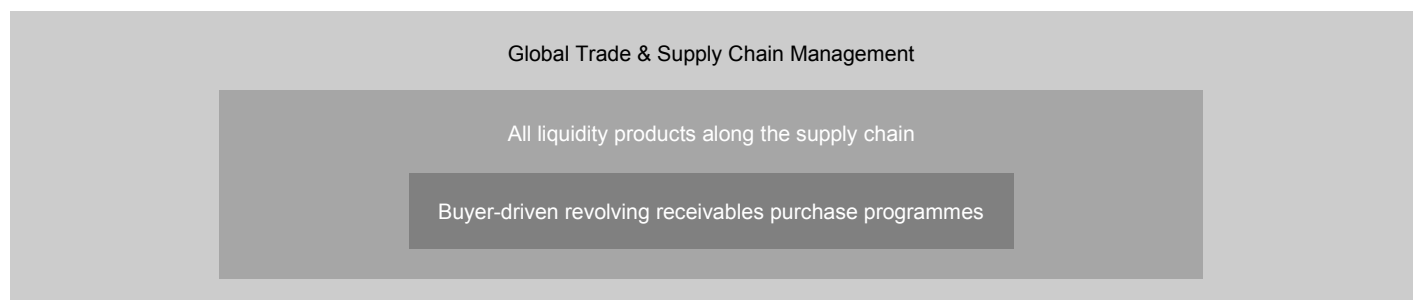 Global Trade & Supply Chain Management
All liquidity products along the supply chain
Buyer-driven revolving receivables purchase programmes